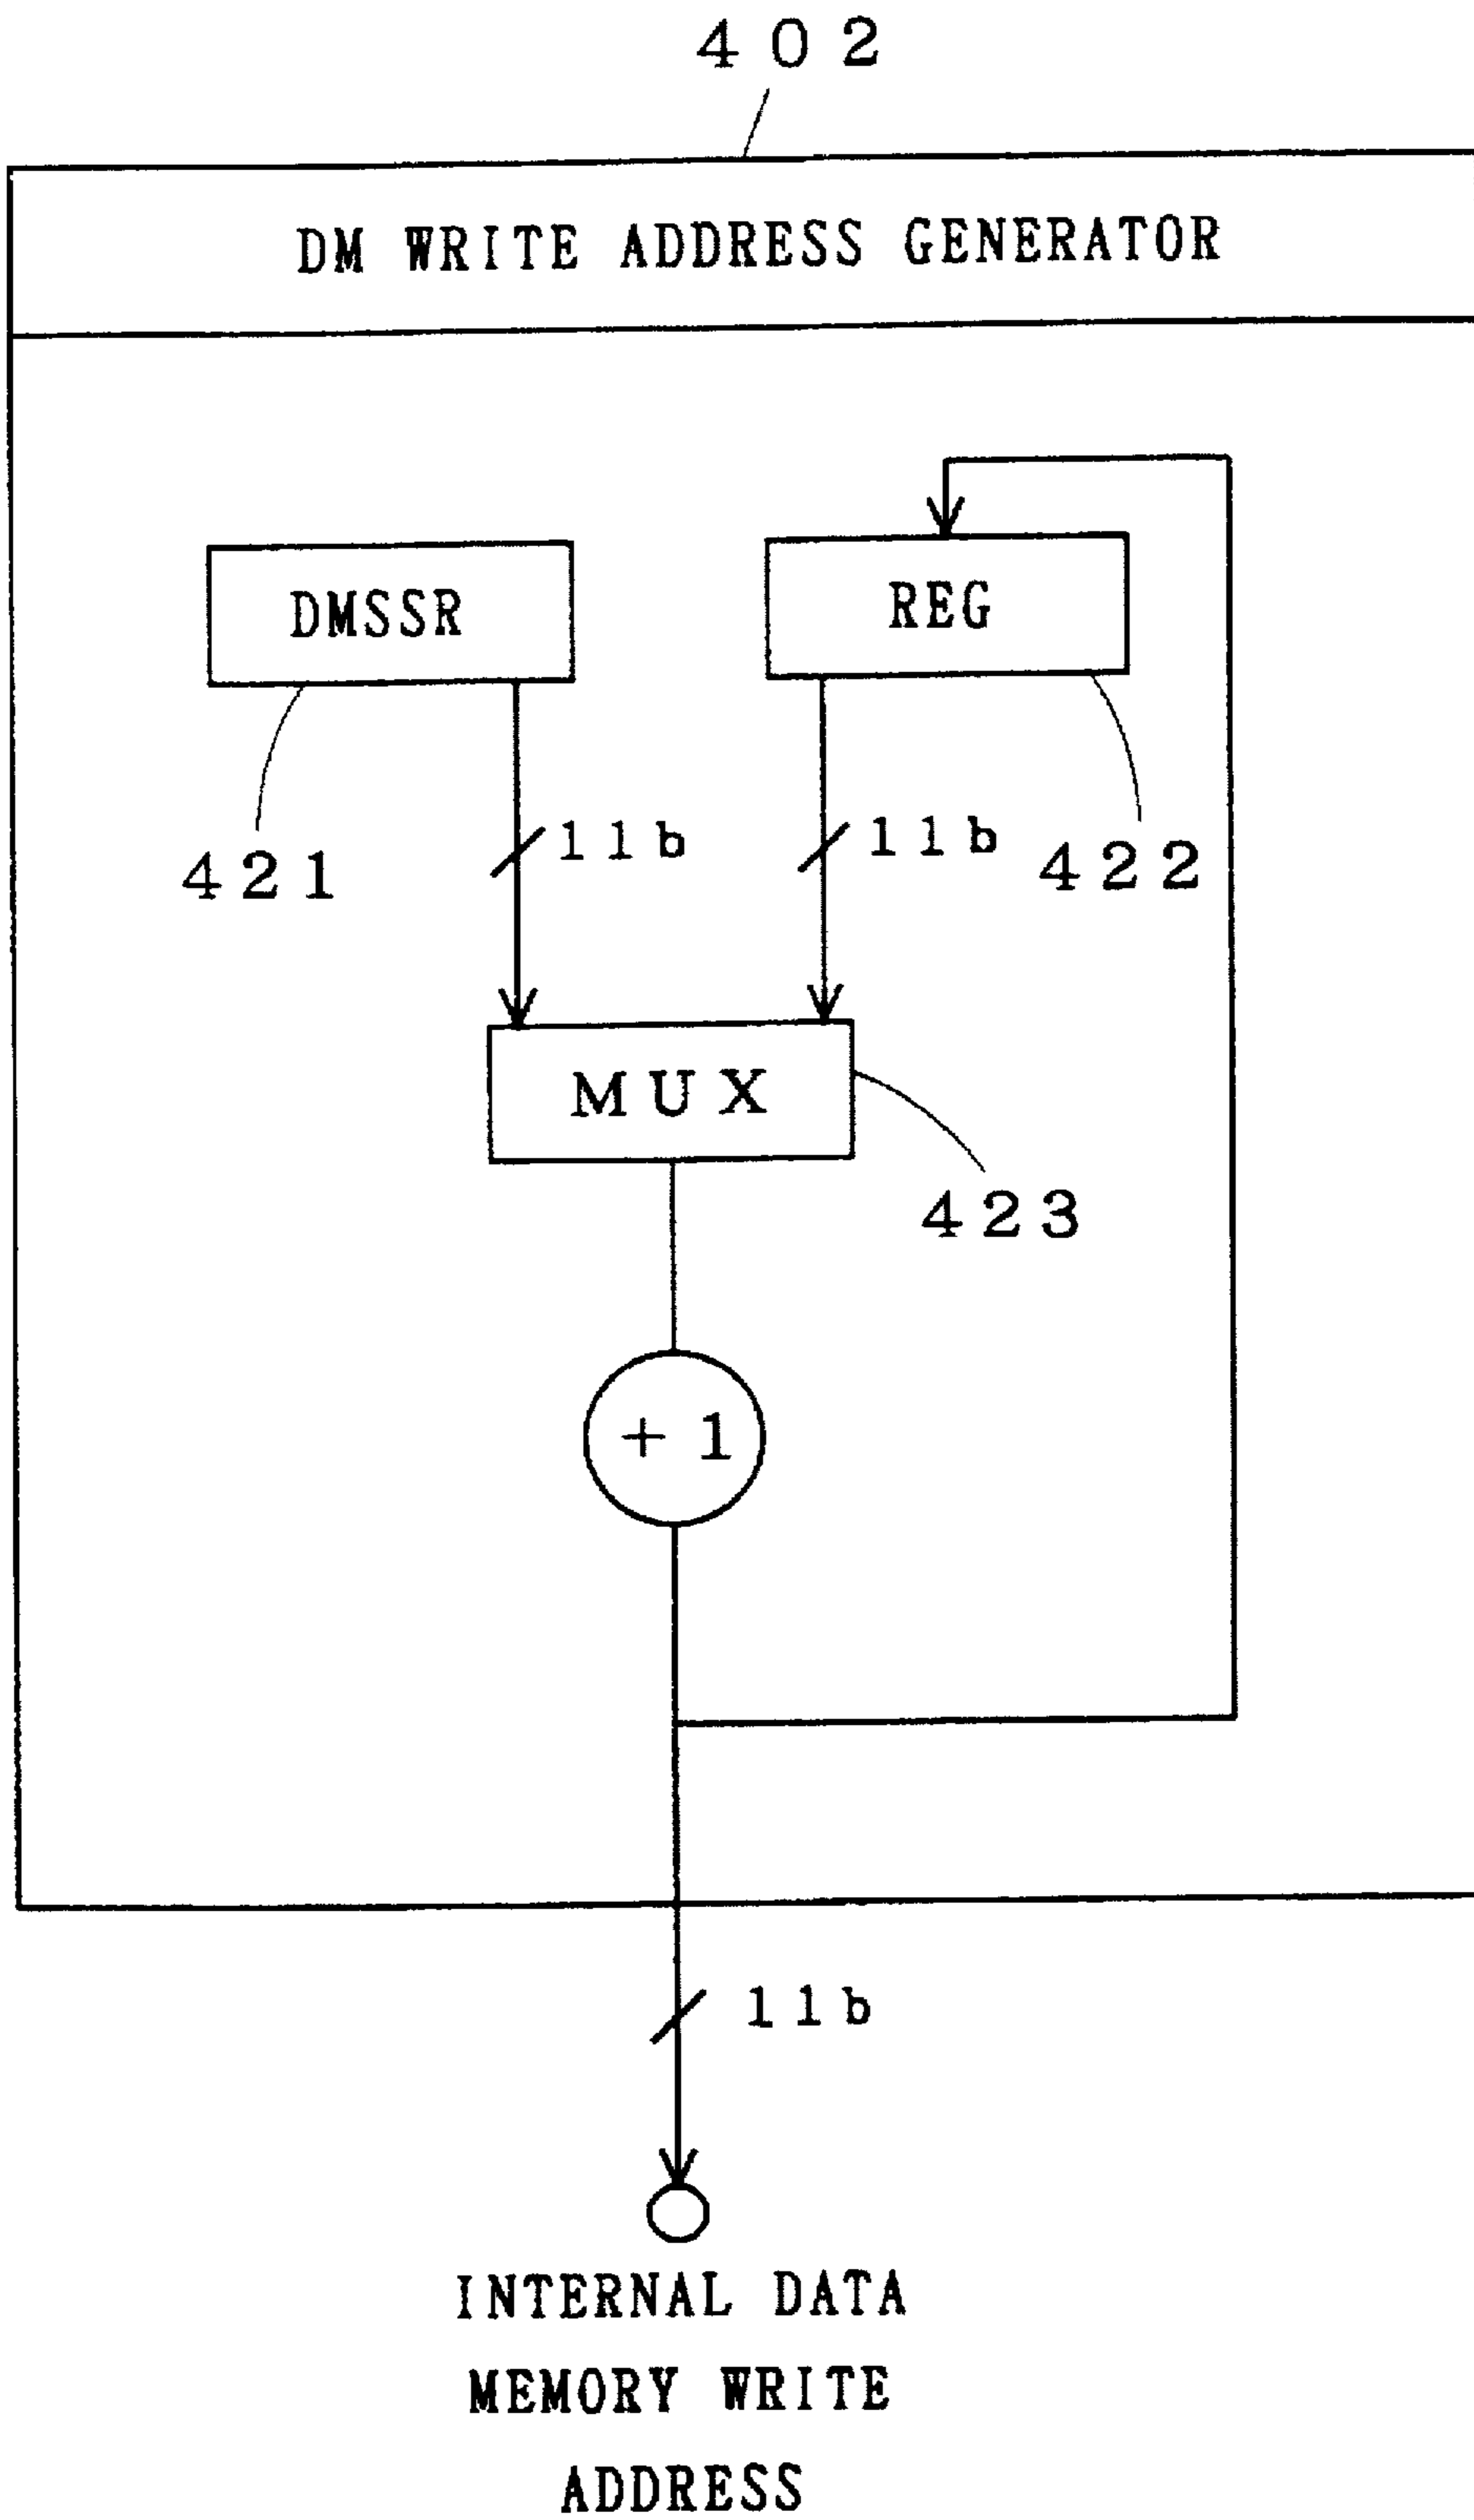 402
DM WRITE ADDRESS GENERATOR
DMSSR
REG
11b
11b
421
422
MUX
423
+1
11b
INTERNAL DATA
MEMORY WRITE
ADDRESS